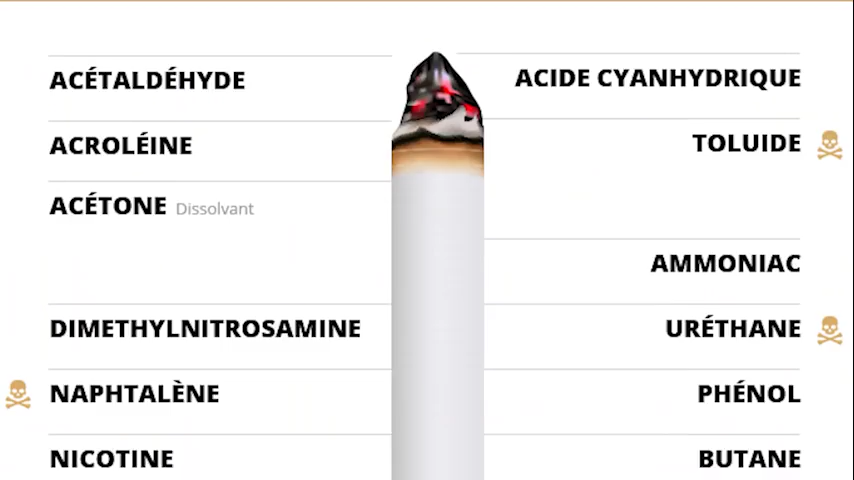 ACÉTALDÉHYDE
ACROLÉINE
ACÉTONE Dissolvant
DIMETHYLNITROSAMINE
NAPHTALÈNE
NICOTINE
ACIDE CYANHYDRIQUE
TOLUIDE
AMMONIAC
URÉTHANE
PHÉNOL
BUTANE